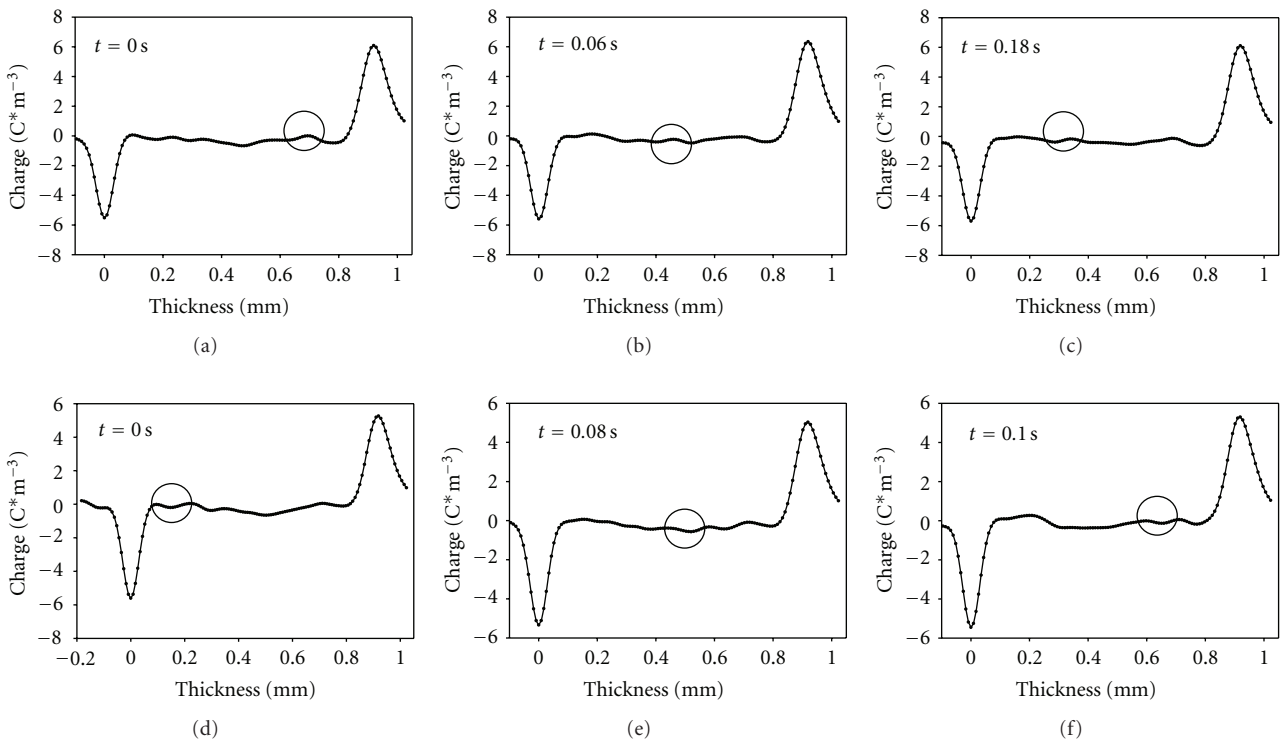 8
6
4
2
0
−2
−4
−6
−8
Charge (C*m−3)
t = 0 s
0 0.2 0.4 0.6 0.8 1
Thickness (mm)
(a)
8
6
4
2
0
−2
−4
−6
−8
Charge (C*m−3)
t = 0.06 s
0 0.2 0.4 0.6 0.8 1
Thickness (mm)
(b)
8
6
4
2
0
−2
−4
−6
−8
Charge (C*m−3)
t = 0.18 s
0 0.2 0.4 0.6 0.8 1
Thickness (mm)
(c)
6
4
2
0
−2
−4
−6
−8
Charge (C*m−3)
t = 0 s
−0.2 0 0.2 0.4 0.6 0.8 1
Thickness (mm)
(d)
6
4
2
0
−2
−4
−6
Charge (C*m−3)
t = 0.08 s
0 0.2 0.4 0.6 0.8 1
Thickness (mm)
(e)
6
4
2
0
−2
−4
−6
Charge (C*m−3)
t = 0.1 s
0 0.2 0.4 0.6 0.8 1
Thickness (mm)
(f)